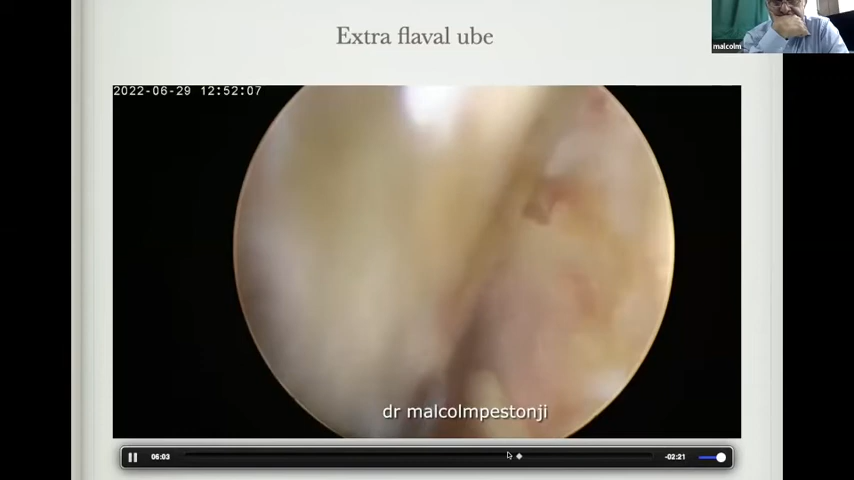 Extra flaval ube
malcolm
2022-06-29 12:52:07
dr malcolmpestonji
06:03
-02:21